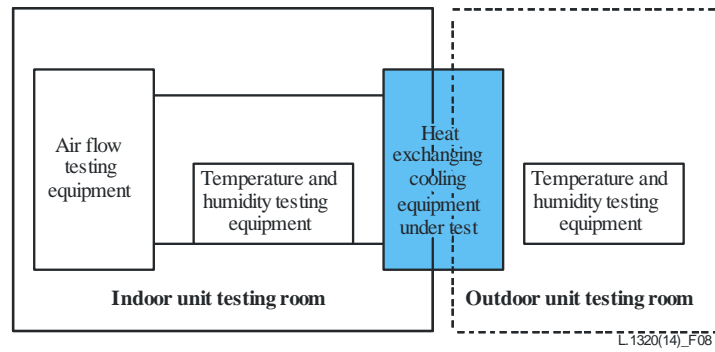 Air flow
testing
equipment
Temperature and
humidity testing
equipment
Heat
exchanging
cooling
equipment
under test
Temperature and
humidity testing
equipment
Indoor unit testing room
Outdoor unit testing room
L.1320(14)_F08